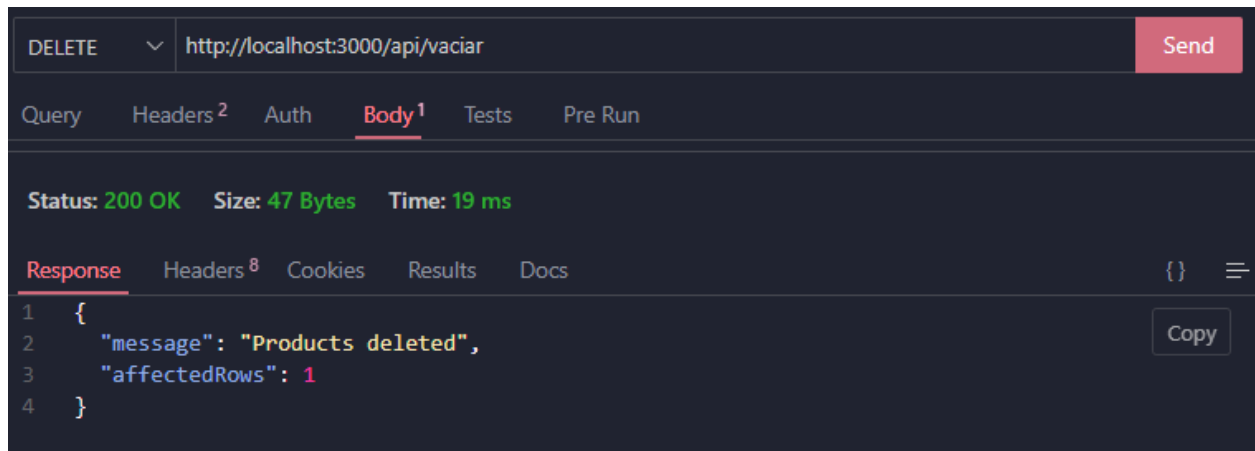 DELETE http://localhost:3000/api/vaciar Send
Query Headers 2 Auth Body 1 Tests Pre Run
Status: 200 OK Size: 47 Bytes Time: 19 ms
Response Headers 8 Cookies Results Docs {}
1 {
Copy
2 "message": "Products deleted",
3 "affectedRows": 1
4 }